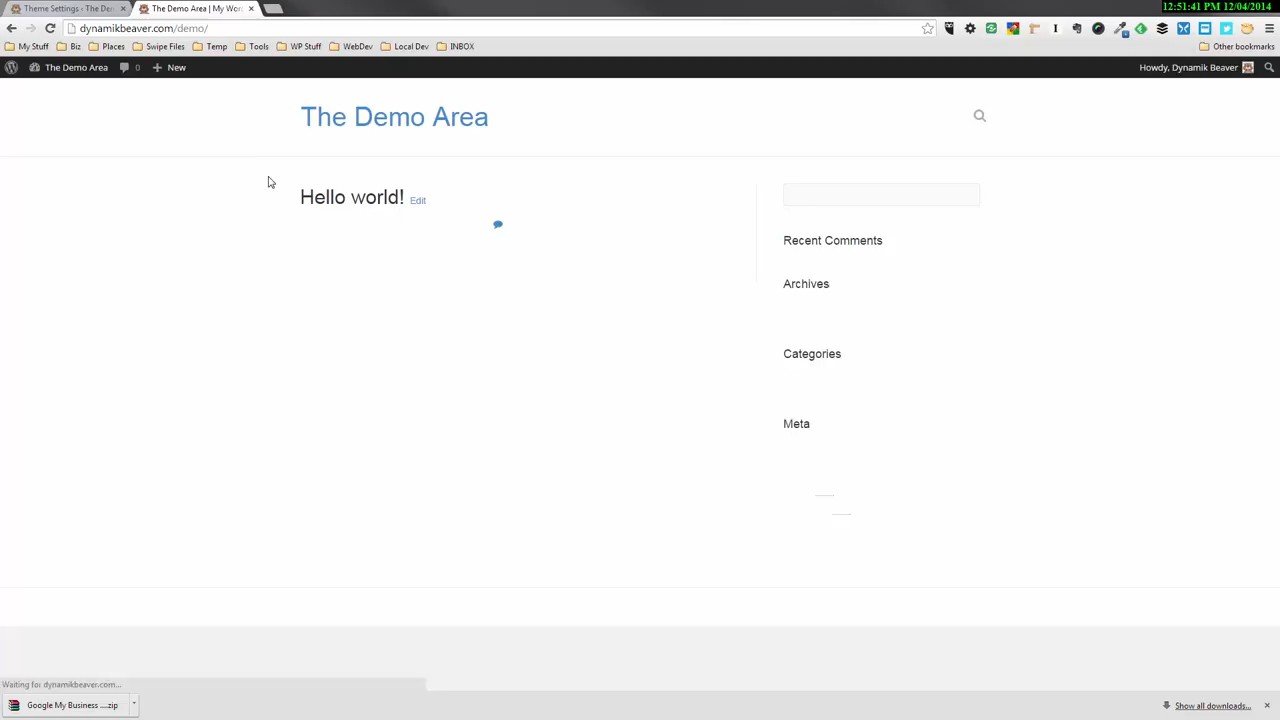 12:51:41 PM 12/04/2014
Theme Settings ‹ The Dem
The Demo Area | My Wor
dynamikbeaver.com/demo/
My Stuff Biz Places Swipe Files Temp Tools WP Stuff WebDev Local Dev INBOX Other bookmarks
The Demo Area 0 New Howdy, Dynamik Beaver
The Demo Area
Hello world! Edit
Recent Comments
Archives
Categories
Meta
Waiting for dynamikbeaver.com...
Google My Business ....zip Show all downloads...